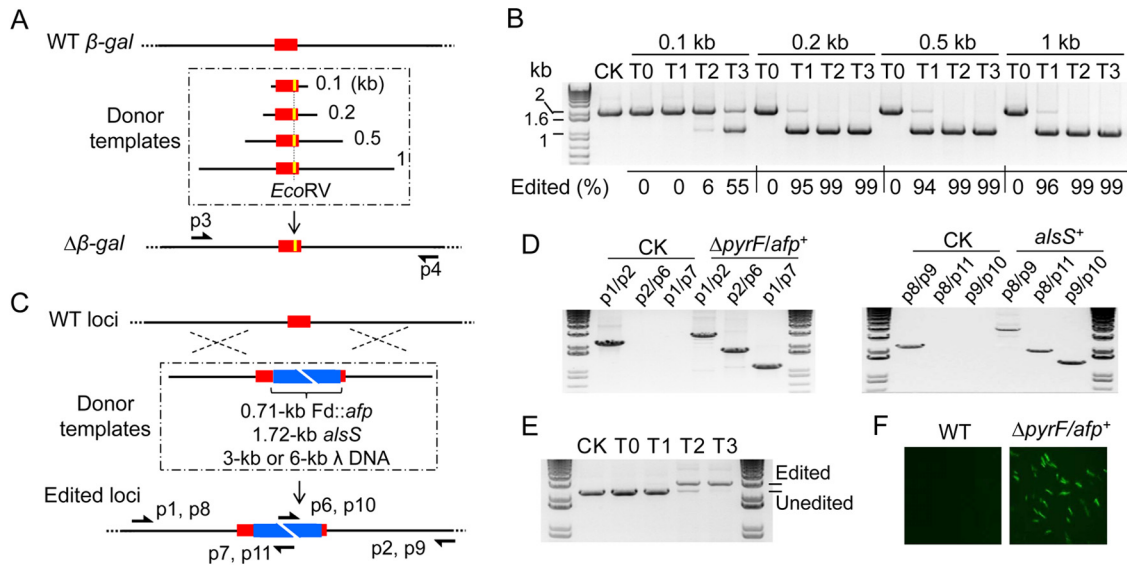 A
WT β-gal
Donor templates
0.1 (kb)
0.2
0.5
1
EcoRV
p3
Δβ-gal
p4
B
0.1 kb 0.2 kb 0.5 kb 1 kb
kb CK T0 T1 T2 T3 T0 T1 T2 T3 T0 T1 T2 T3 T0 T1 T2 T3
2
1.6
1
Edited (%) 0 0 6 55 0 95 99 99 0 94 99 99 0 96 99 99
C
WT loci
Donor templates
0.71-kb Fd::afp
1.72-kb alsS
3-kb or 6-kb λ DNA
Edited loci
p1, p8
p6, p10
p7, p11
p2, p9
D
CK ΔpyrF/afp⁺
p1/p2 p2/p6 p1/p7 p1/p2 p2/p6 p1/p7
CK alsS⁺
p8/p9 p8/p11 p9/p10 p8/p9 p8/p11 p9/p10
E
CK T0 T1 T2 T3
Edited
Unedited
F
WT ΔpyrF/afp⁺